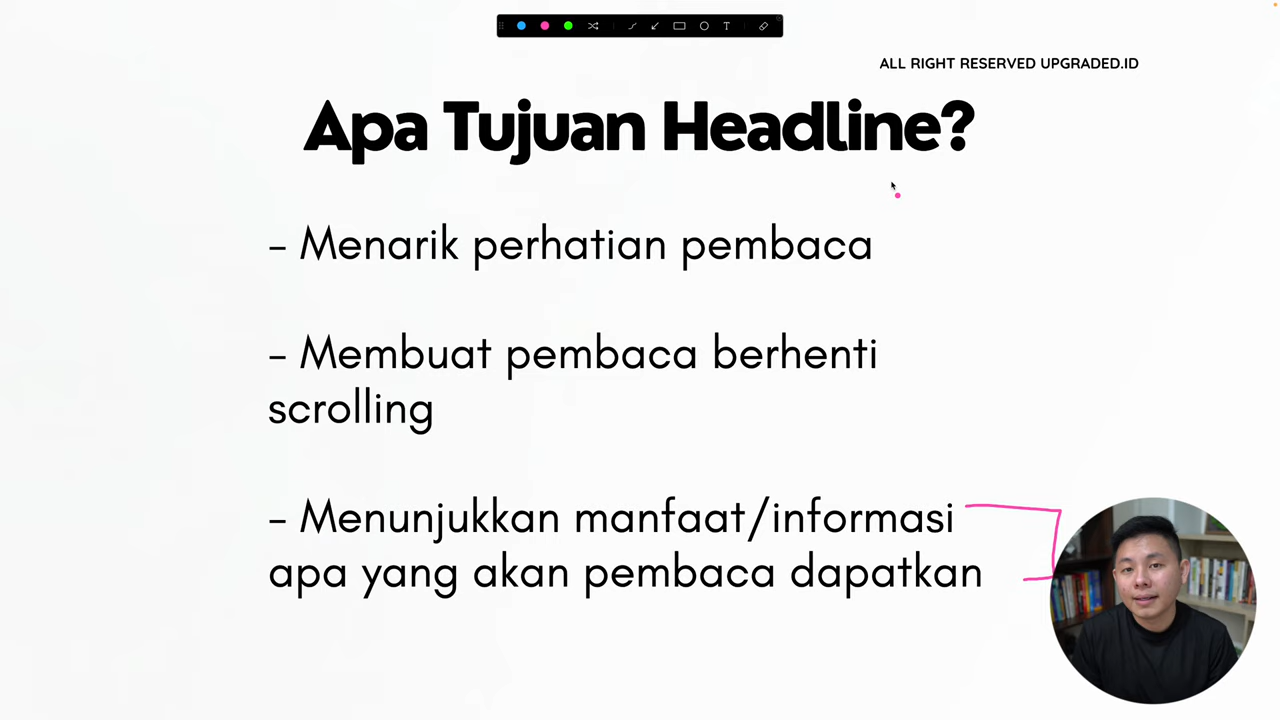 ALL RIGHT RESERVED UPGRADED.ID
Apa Tujuan Headline?
- Menarik perhatian pembaca
- Membuat pembaca berhenti
scrolling
- Menunjukkan manfaat/informasi
apa yang akan pembaca dapatkan